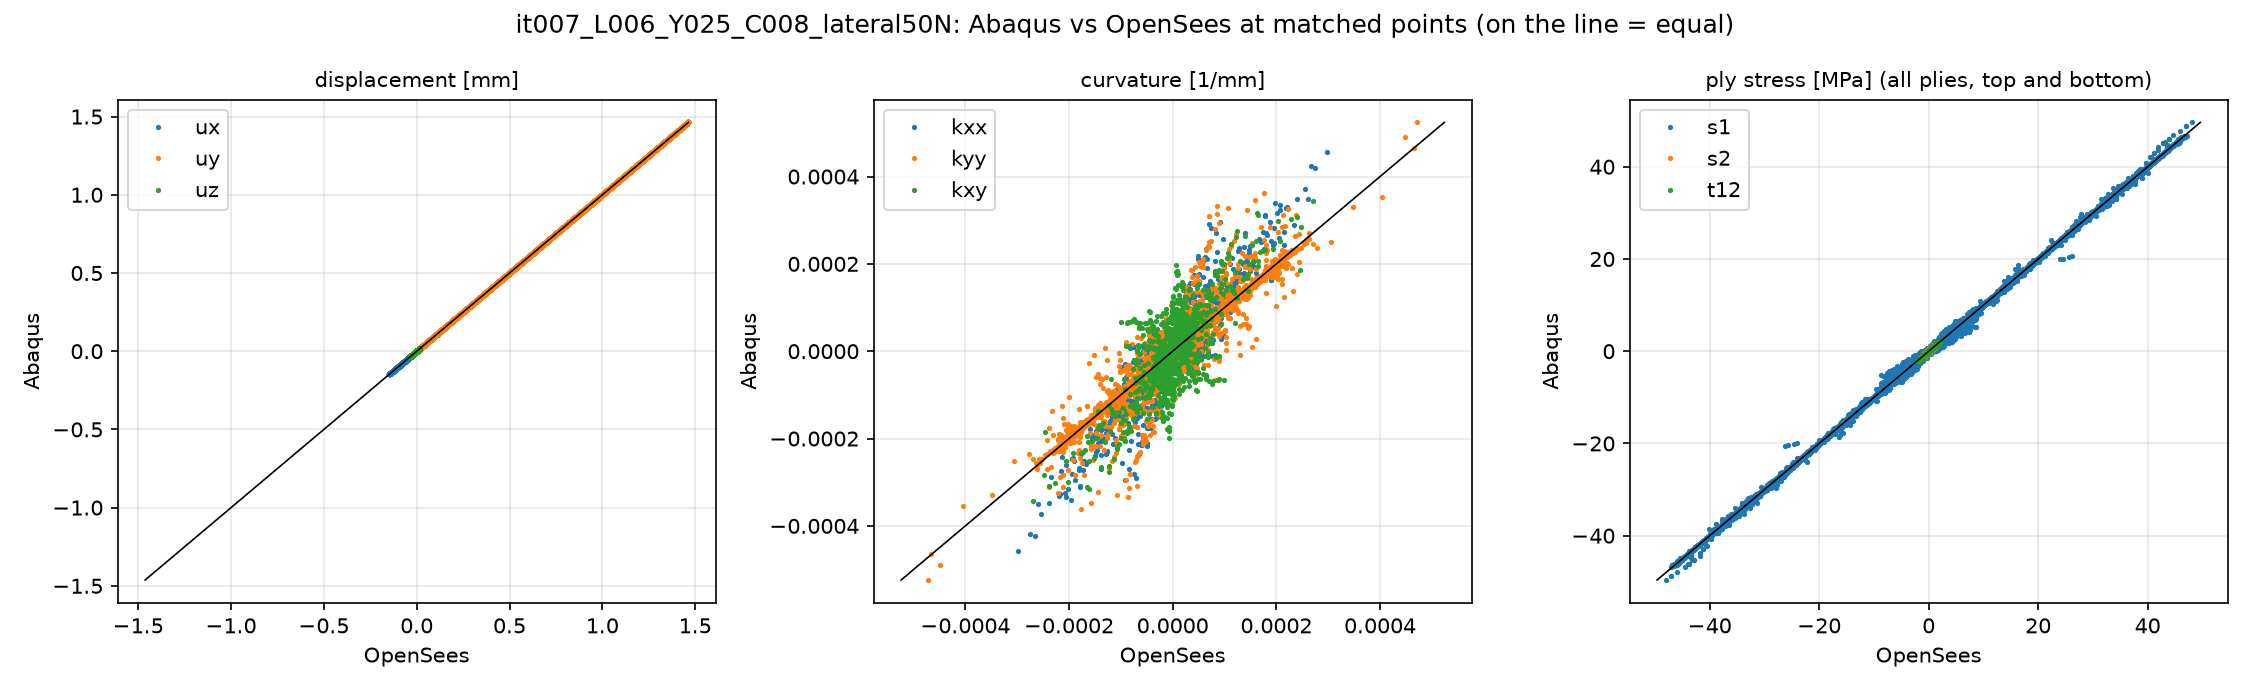 it007_L006_Y025_C008_lateral50N: Abaqus vs OpenSees at matched points (on the line = equal)
displacement [mm]
ux
uy
uz
1.5
1.0
0.5
0.0
−0.5
−1.0
−1.5
−1.5 −1.0 −0.5 0.0 0.5 1.0 1.5
Abaqus
OpenSees
curvature [1/mm]
kxx
kyy
kxy
0.0004
0.0002
0.0000
−0.0002
−0.0004
−0.0004 −0.0002 0.0000 0.0002 0.0004
Abaqus
OpenSees
ply stress [MPa] (all plies, top and bottom)
s1
s2
t12
40
20
0
−20
−40
−40 −20 0 20 40
Abaqus
OpenSees